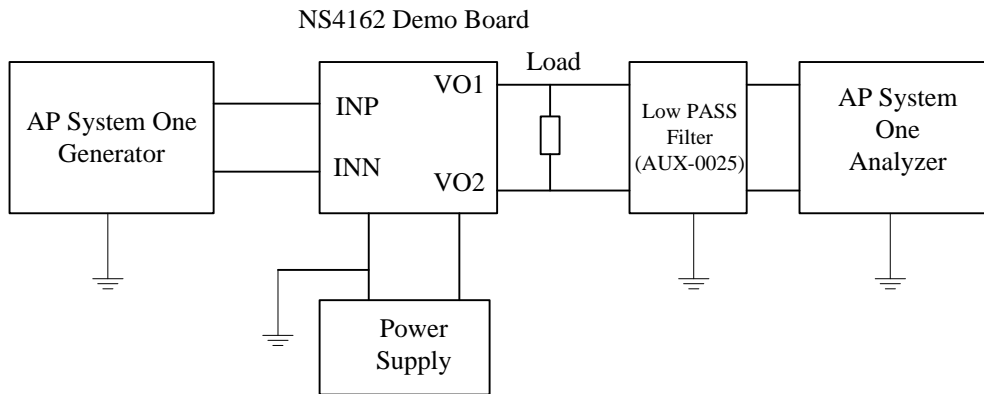 NS4162 Demo Board
AP System One
Generator
INP
INN
VO1
VO2
Load
Low PASS
Filter
(AUX-0025)
AP System
One
Analyzer
Power
Supply